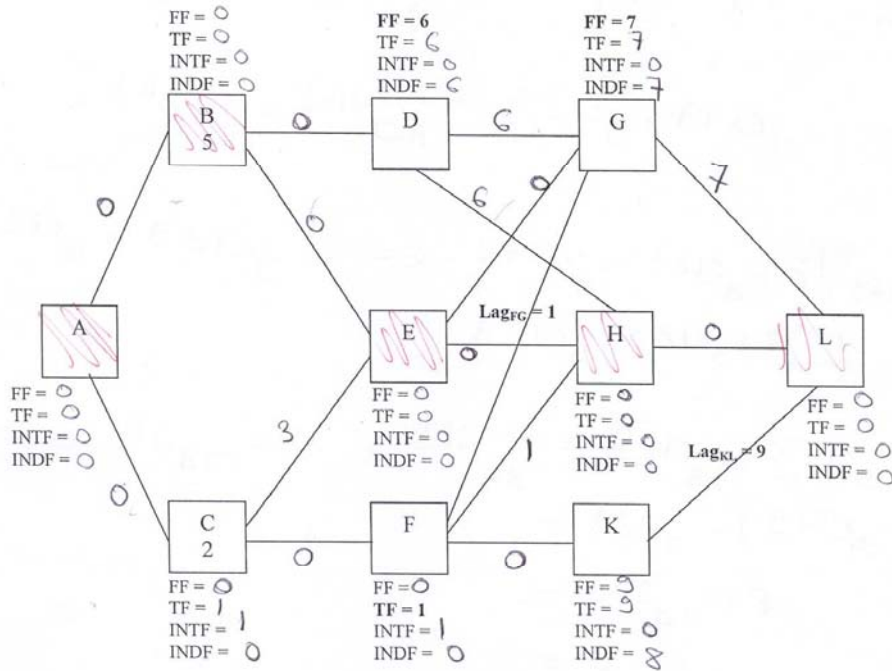 FF = 0
TF = 0
INTF = 0
INDF = 0
FF = 6
TF = 6
INTF = 0
INDF = 6
FF = 7
TF = 7
INTF = 0
INDF = 7
B
5
0
D
6
G
0
0
6
0
7
A
FF = 0
TF = 0
INTF = 0
INDF = 0
E
FF = 0
TF = 0
INTF = 0
INDF = 0
Lag FG = 1
0
H
FF = 0
TF = 0
INTF = 0
INDF = 0
0
L
FF = 0
TF = 0
INTF = 0
INDF = 0
0
3
1
Lag KL = 9
C
2
FF = 0
TF = 1
INTF = 1
INDF = 0
0
F
FF = 0
TF = 1
INTF = 1
INDF = 0
0
K
FF = 9
TF = 9
INTF = 0
INDF = 8